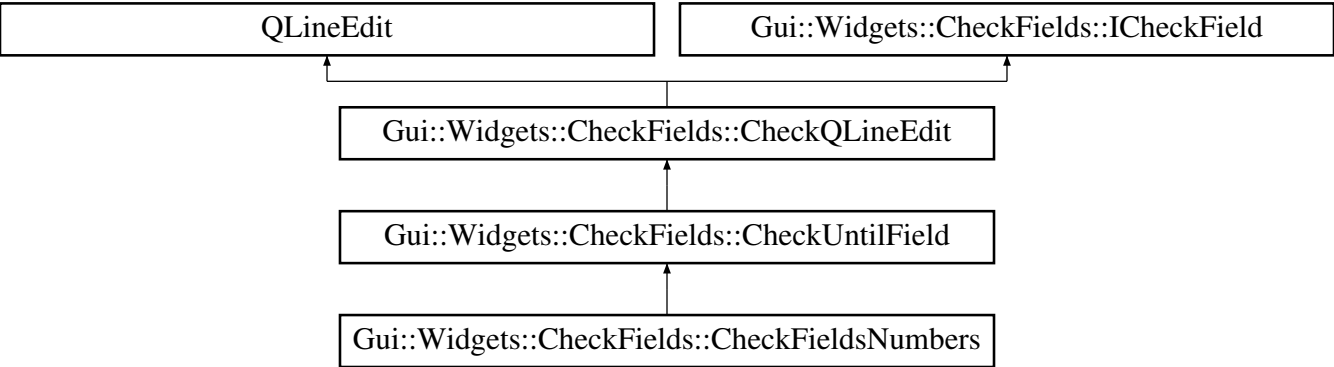 QLineEdit
Gui::Widgets::CheckFields::ICheckField
Gui::Widgets::CheckFields::CheckQLineEdit
Gui::Widgets::CheckFields::CheckUntilField
Gui::Widgets::CheckFields::CheckFieldsNumbers